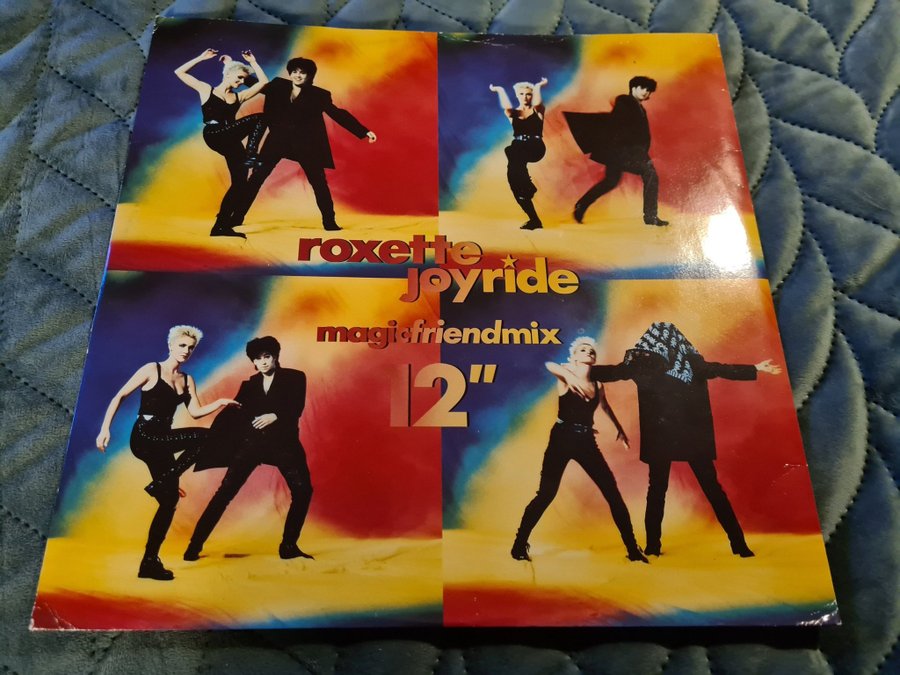 roxette
joyride
magicfriendmix
12"